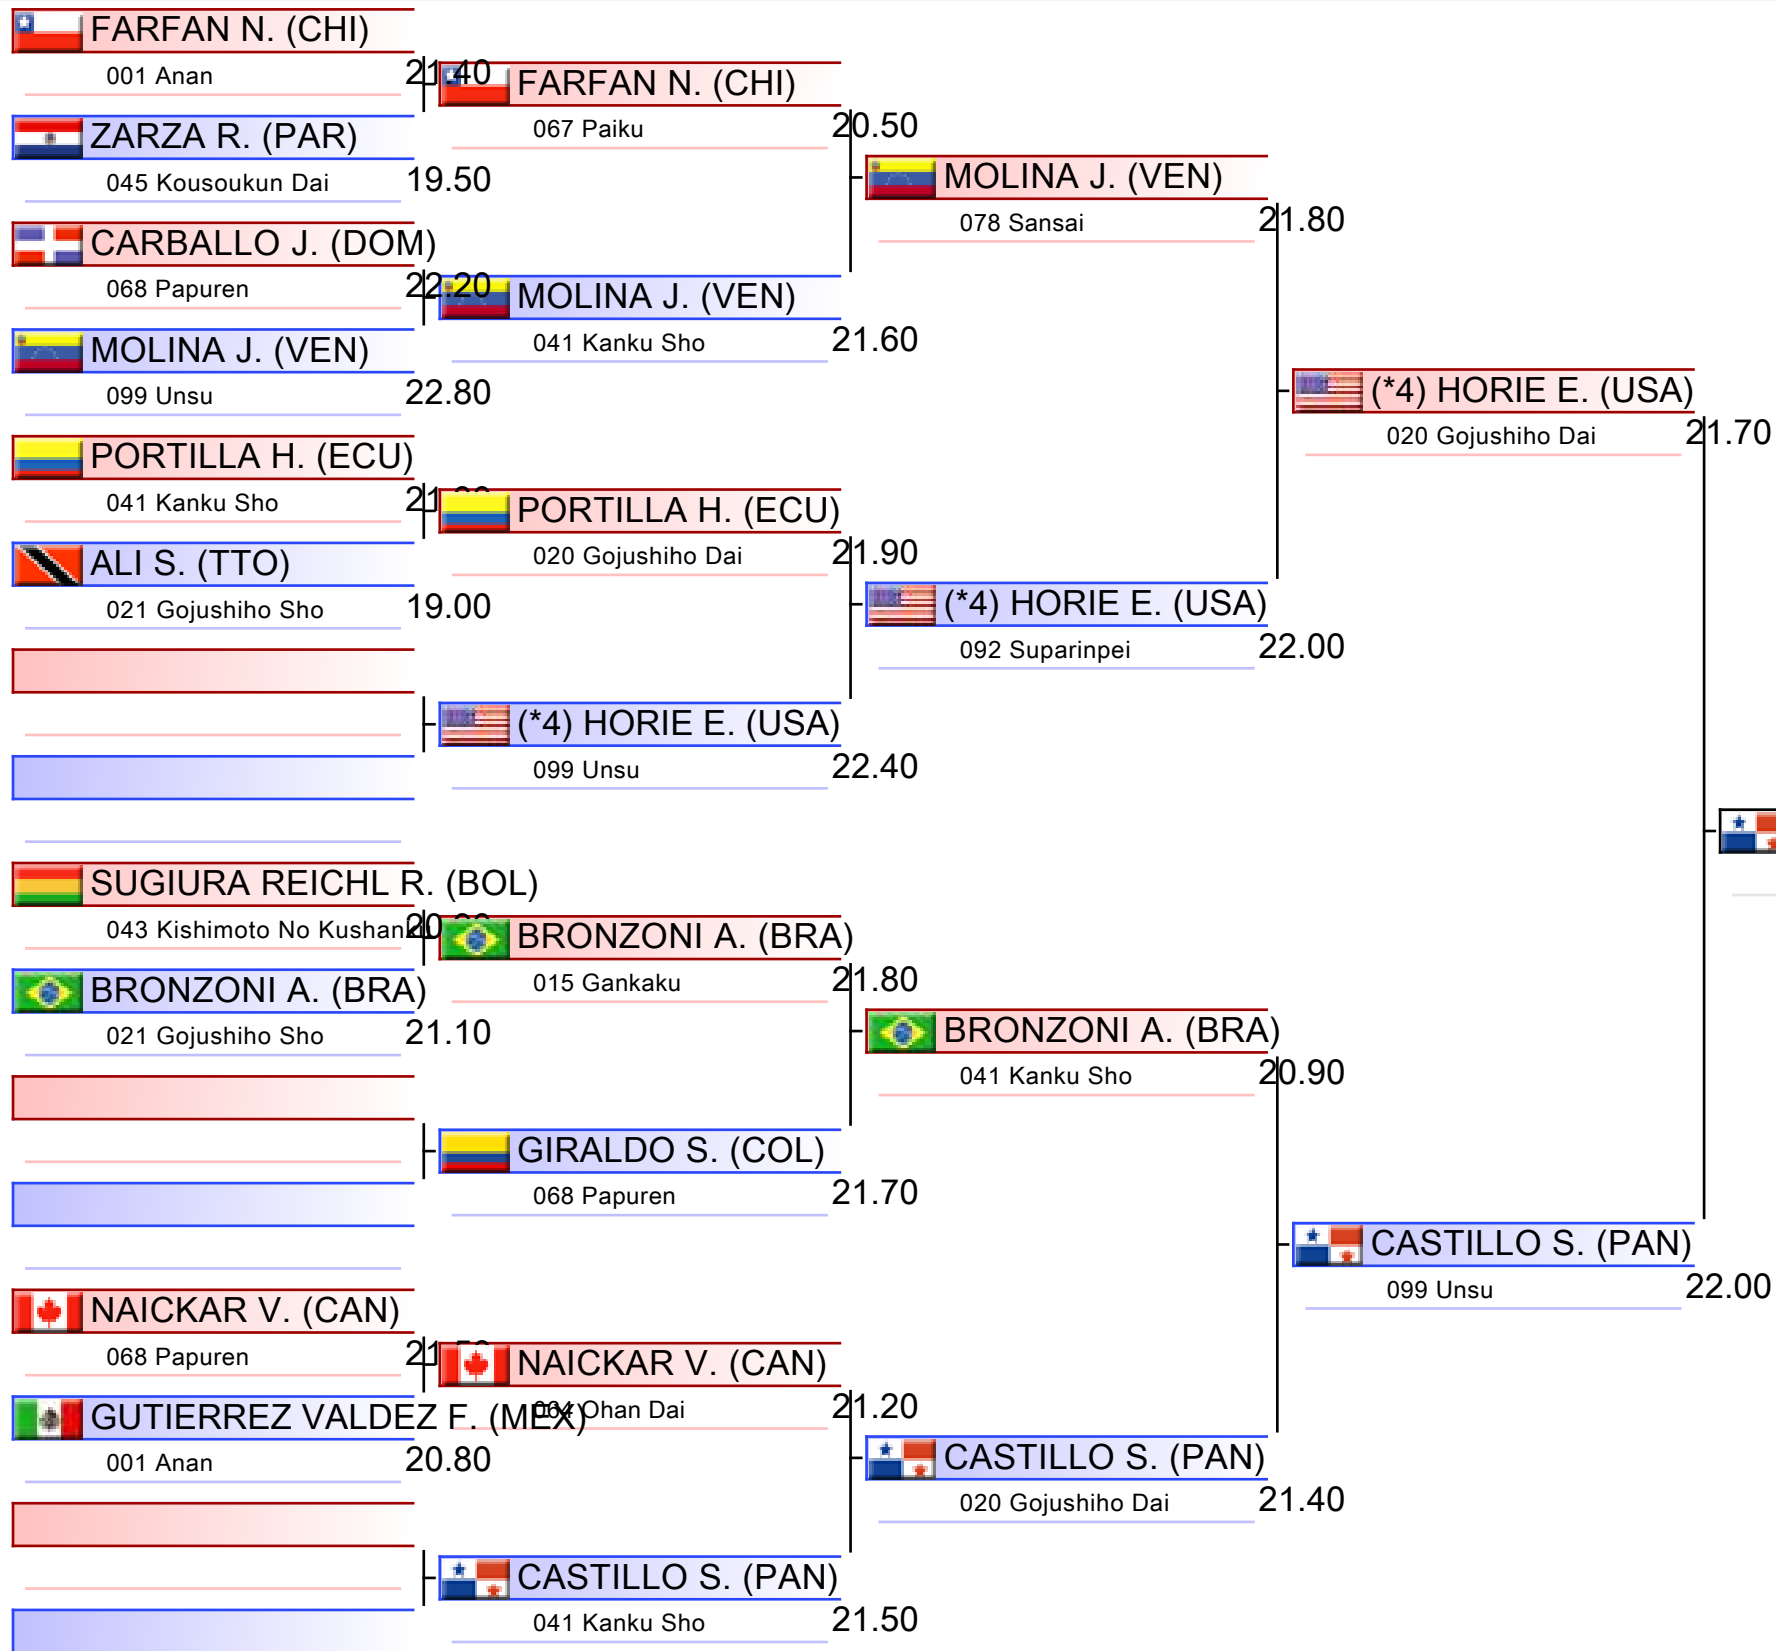 FARFAN N. (CHI)
001 Anan 21.40
ZARZA R. (PAR)
045 Kousoukun Dai 19.50
CARBALLO J. (DOM)
068 Papuren 22.20
MOLINA J. (VEN)
099 Unsu 22.80
PORTILLA H. (ECU)
041 Kanku Sho
ALI S. (TTO)
021 Gojushiho Sho 19.00
SUGIURA REICHL R. (BOL)
043 Kishimoto No
BRONZONI A. (BRA)
021 Gojushiho Sho 21.10
NAICKAR V. (CAN)
068 Papuren
GUTIERREZ VALDEZ F. (MEX)
001 Anan 20.80
FARFAN N. (CHI)
067 Paiku 20.50
MOLINA J. (VEN)
041 Kanku Sho 21.60
PORTILLA H. (ECU)
020 Gojushiho Dai 21.90
(*4) HORIE E. (USA)
099 Unsu 22.40
BRONZONI A. (BRA)
015 Gankaku 21.80
GIRALDO S. (COL)
068 Papuren 21.70
NAICKAR V. (CAN)
064 Ohan Dai 21.20
CASTILLO S. (PAN)
041 Kanku Sho 21.50
MOLINA J. (VEN)
078 Sansai 21.80
(*4) HORIE E. (USA)
092 Suparinpei 22.00
BRONZONI A. (BRA)
041 Kanku Sho 20.90
CASTILLO S. (PAN)
020 Gojushiho Dai 21.40
(*4) HORIE E. (USA)
020 Gojushiho Dai 21.70
CASTILLO S. (PAN)
099 Unsu 22.00